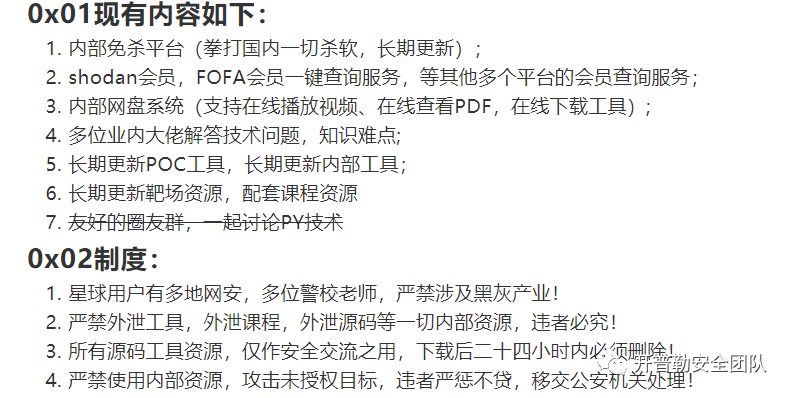 0x01现有内容如下：
1. 内部免杀平台（拳打国内一切杀软，长期更新）；
2. shodan会员，FOFA会员一键查询服务，等其他多个平台的会员查询服务；
3. 内部网盘系统（支持在线播放视频、在线查看PDF，在线下载工具）；
4. 多位业内大佬解答技术问题，知识难点;
5. 长期更新POC工具，长期更新内部工具；
6. 长期更新靶场资源，配套课程资源
7. 友好的圈友群，一起讨论PY技术
0x02制度：
1. 星球用户有多地网安，多位警校老师，严禁涉及黑灰产业！
2. 严禁外泄工具，外泄课程，外泄源码等一切内部资源，违者必究！
3. 所有源码工具资源，仅作安全交流之用，下载后二十四小时内必须删除！
4. 严禁使用内部资源，攻击未授权目标，违者严惩不贷，移交公安机关处理！
开普勒安全团队